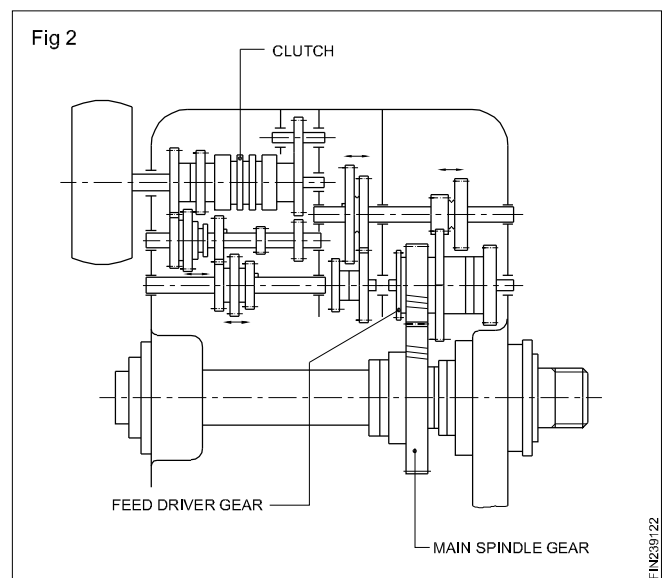 Fig 2
CLUTCH
FEED DRIVER GEAR
MAIN SPINDLE GEAR
FIN239122